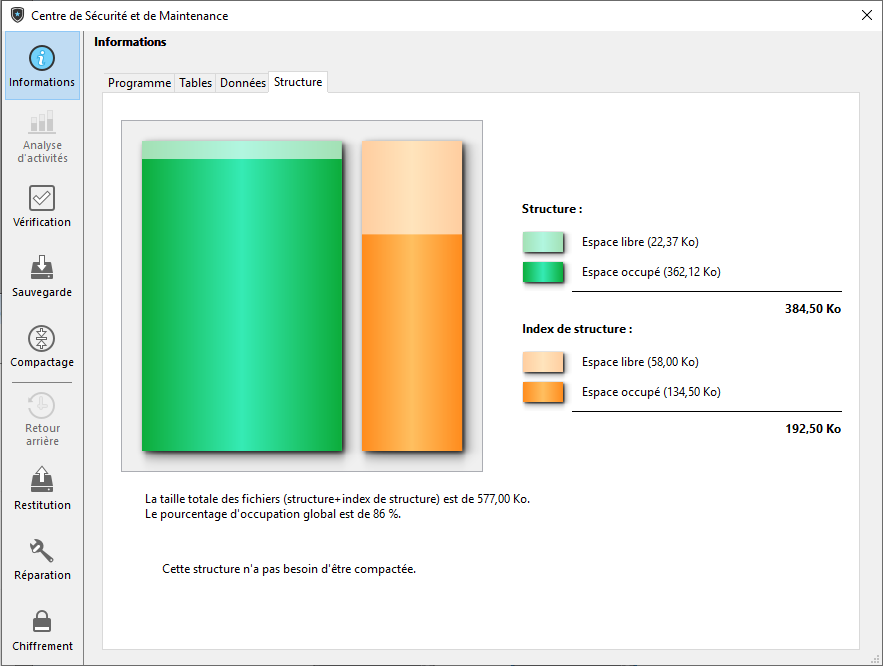 Centre de Sécurité et de Maintenance
Informations
Informations
Analyse
d'activités
Vérification
Sauvegarde
Compactage
Retour
arrière
Restitution
Réparation
Chiffrement
Programme
Tables
Données
Structure
Structure :
Espace libre (22,37 Ko)
Espace occupé (362,12 Ko)
384,50 Ko
Index de structure :
Espace libre (58,00 Ko)
Espace occupé (134,50 Ko)
192,50 Ko
La taille totale des fichiers (structure+index de structure) est de 577,00 Ko.
Le pourcentage d'occupation global est de 86 %.
Cette structure n'a pas besoin d'être compactée.